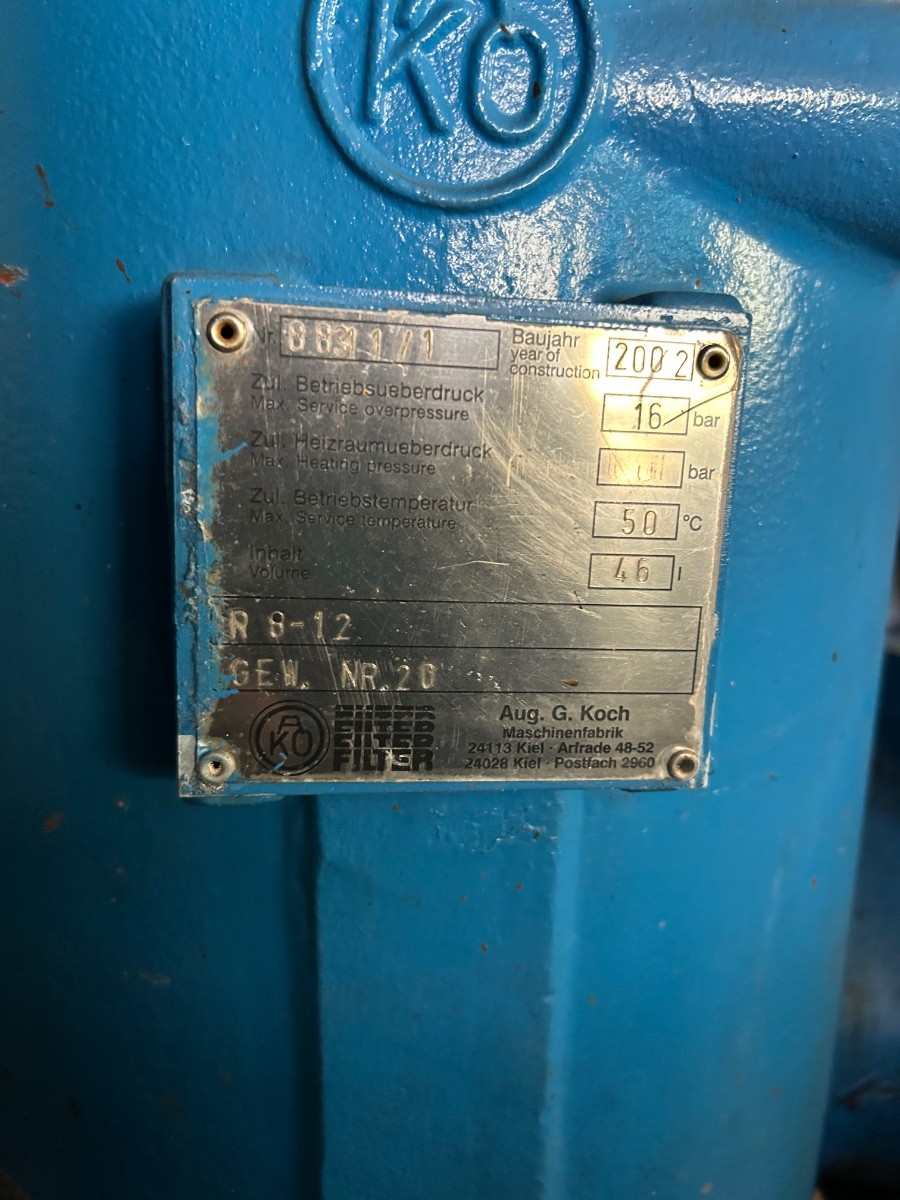 KO
Nr. 8811/1
Baujahr 2002
year of
construction
Zul. Betriebsueberdruck
Max. Service overpressure 16 bar
Zul. Heizraumueberdruck
Max. Heating pressure bar
Zul. Betriebstemperatur
Max. Service temperature 50 °C
Inhalt
Volume 46 l
R 8-12
GEW. NR.20
AKO FILTER
Aug. G. Koch
Maschinenfabrik
24113 Kiel · Arfrade 48-52
24028 Kiel · Postfach 2960